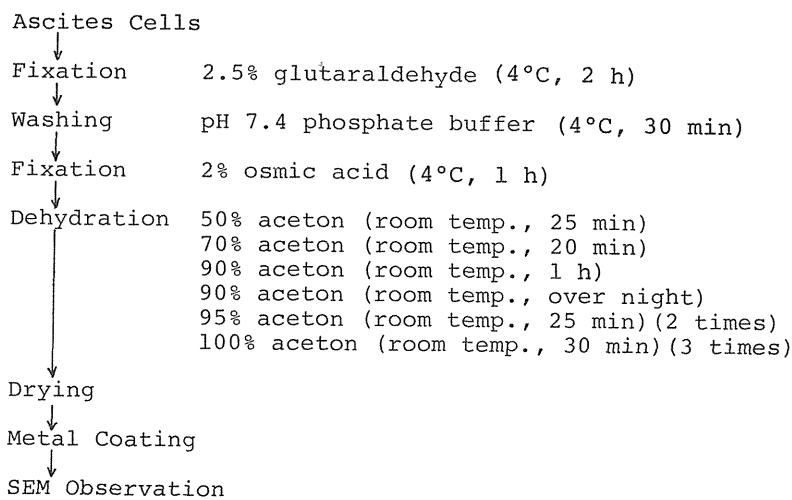 Ascites Cells
Fixation 2.5% glutaraldehyde (4°C, 2 h)
Washing pH 7.4 phosphate buffer (4°C, 30 min)
Fixation 2% osmic acid (4°C, 1 h)
Dehydration 50% aceton (room temp., 25 min)
70% aceton (room temp., 20 min)
90% aceton (room temp., 1 h)
90% aceton (room temp., over night)
95% aceton (room temp., 25 min)(2 times)
100% aceton (room temp., 30 min)(3 times)
Drying
Metal Coating
SEM Observation